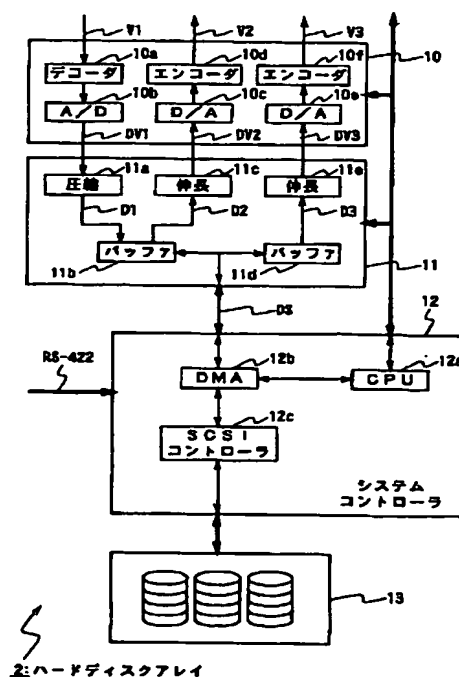 V1 V2 V3
10a 10d 10f 10
デコーダ エンコーダ エンコーダ
10b 10c 10e
A/D D/A D/A
DV1 DV2 DV3
11a 11c 11e
圧縮 伸長 伸長
D1 D2 D3
バッファ バッファ
11b 11d 11
DS 12
RS-422 12b 12a
DMA CPU
12c
SCSI
コントローラ
システム
コントローラ
13
2:ハードディスクアレイ